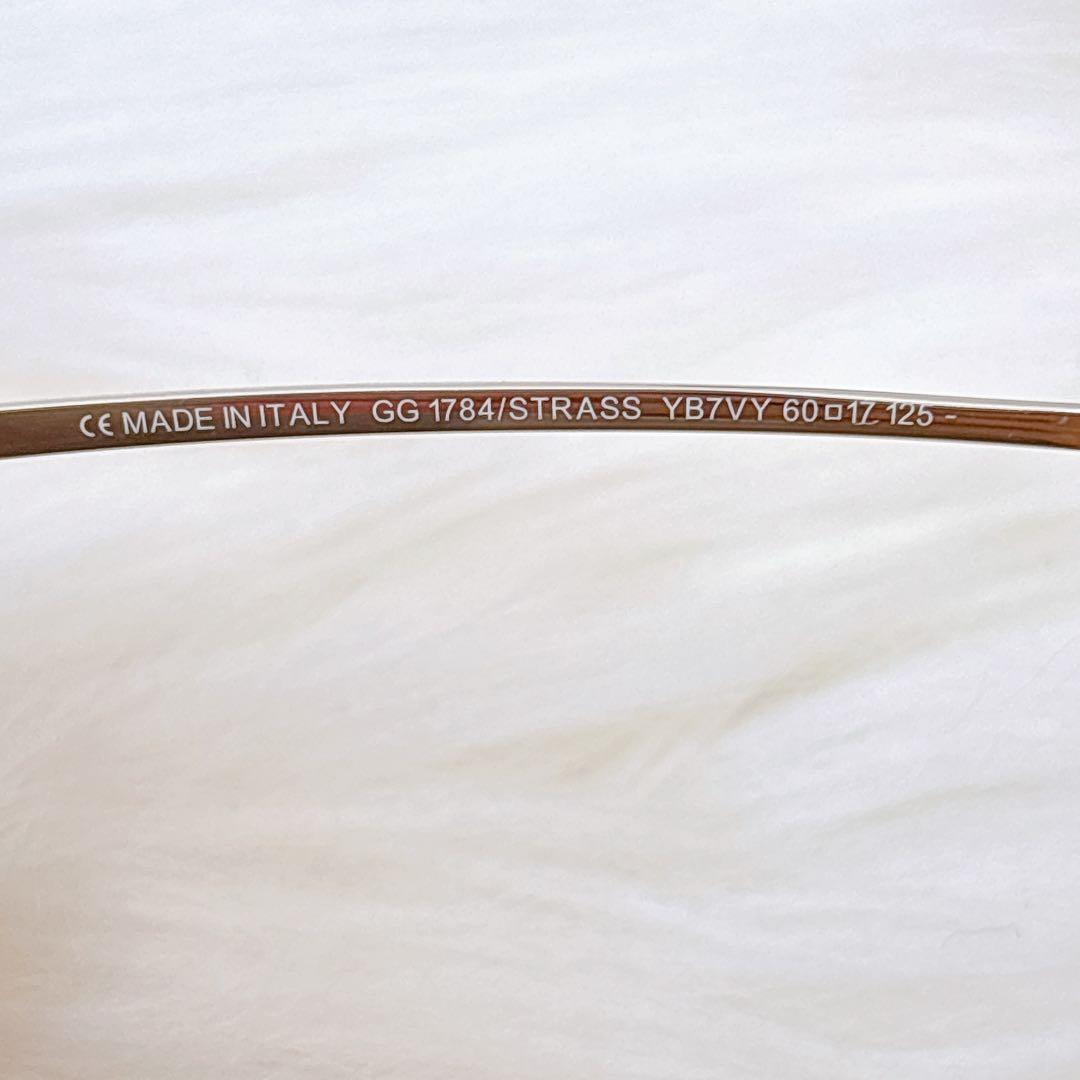 CE MADE IN ITALY GG 1784/STRASS YB7VY 60□17 125 -